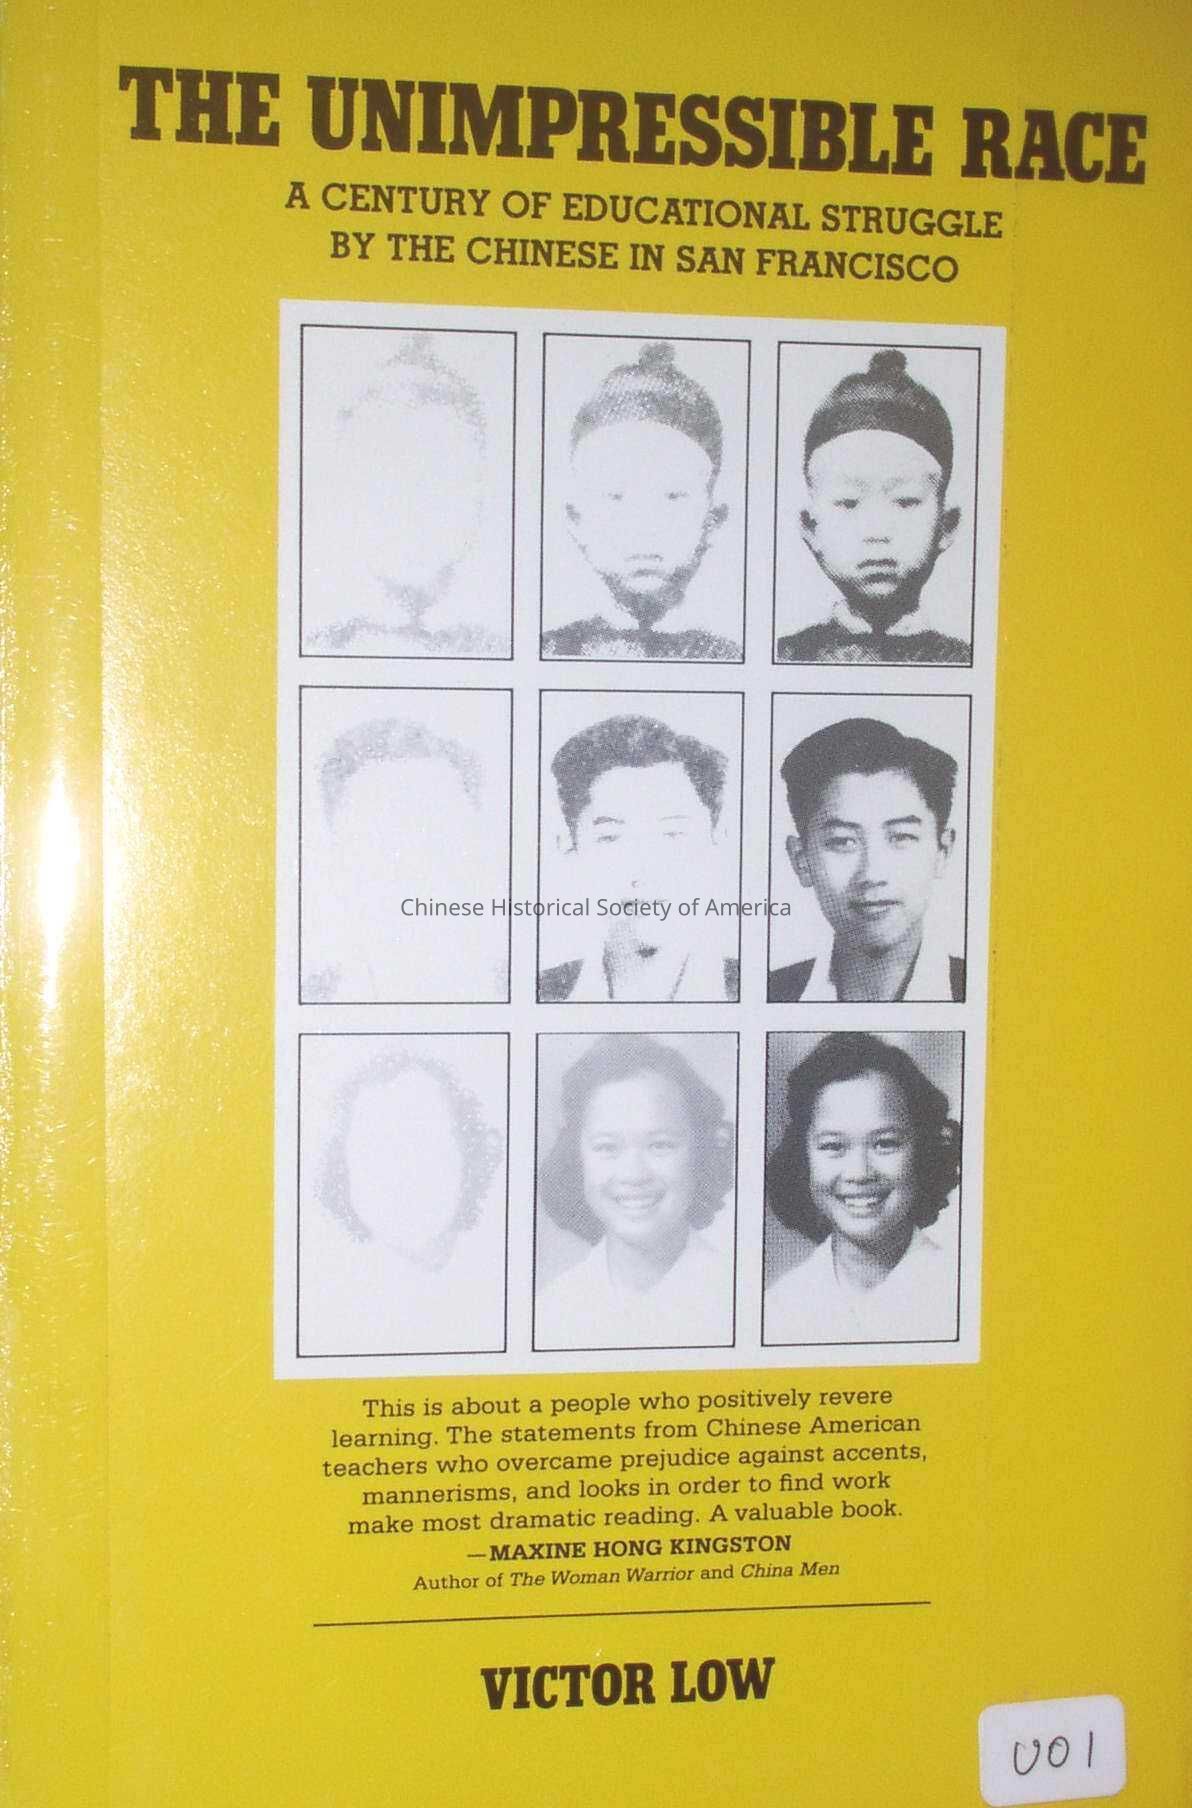 THE UNIMPRESSIBLE RACE
A CENTURY OF EDUCATIONAL STRUGGLE
BY THE CHINESE IN SAN FRANCISCO
Chinese Historical Society of America
This is about a people who positively revere
learning. The statements from Chinese American
teachers who overcame prejudice against accents,
mannerisms, and looks in order to find work
make most dramatic reading. A valuable book.
—MAXINE HONG KINGSTON
Author of The Woman Warrior and China Men
VICTOR LOW
U01